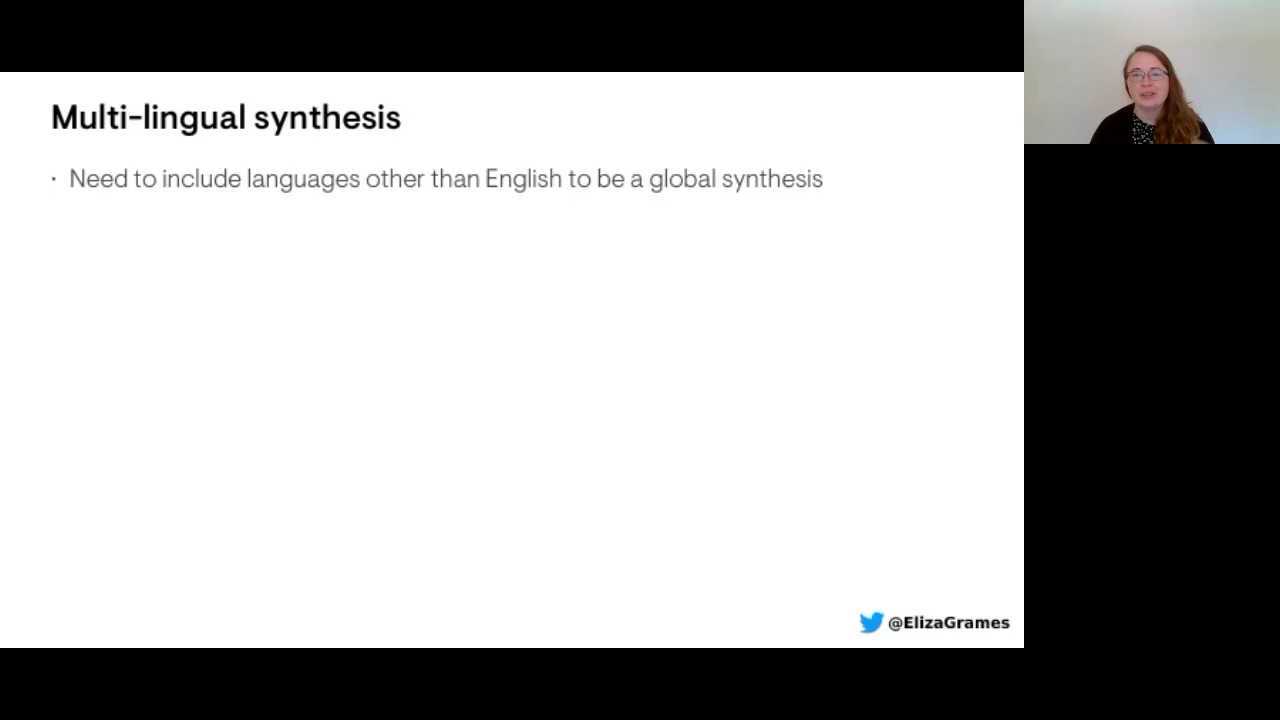 Multi-lingual synthesis
· Need to include languages other than English to be a global synthesis
@ElizaGrames